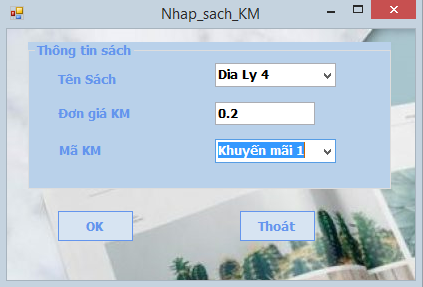 Nhap_sach_KM
Thông tin sách
Tên Sách
Dia Ly 4
Đơn giá KM
0.2
Mã KM
Khuyến mãi 1
OK
Thoát